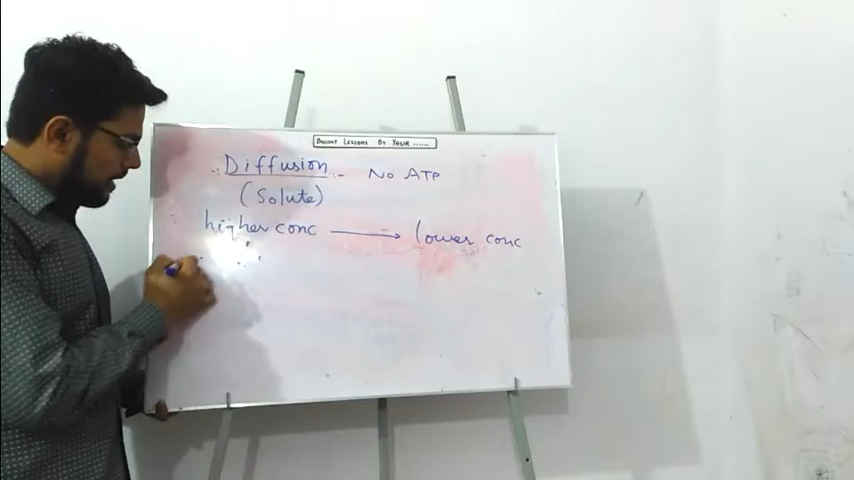 BIOLOGY LESSONS BY YASIR ......
:. Diffusion :- No ATP
(Solute)
higher conc ⟶ lower conc